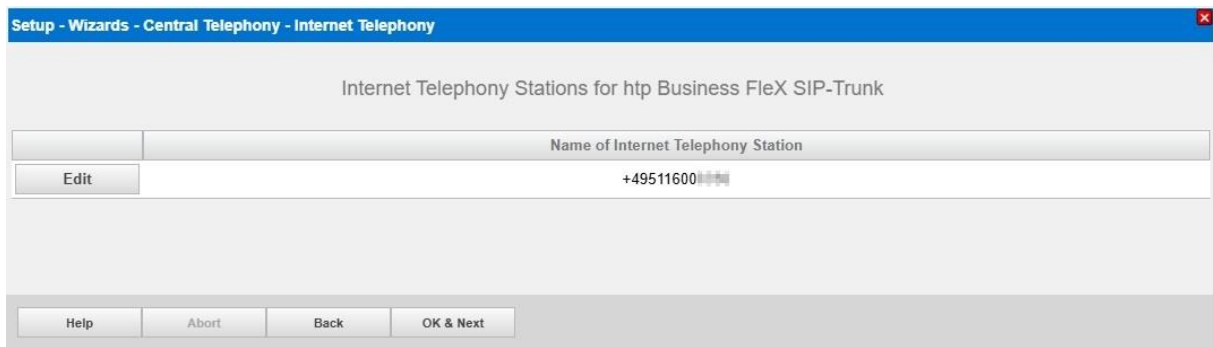 Setup - Wizards - Central Telephony - Internet Telephony
Internet Telephony Stations for htp Business FleX SIP-Trunk
Name of Internet Telephony Station
Edit +49511600
Help Abort Back OK & Next